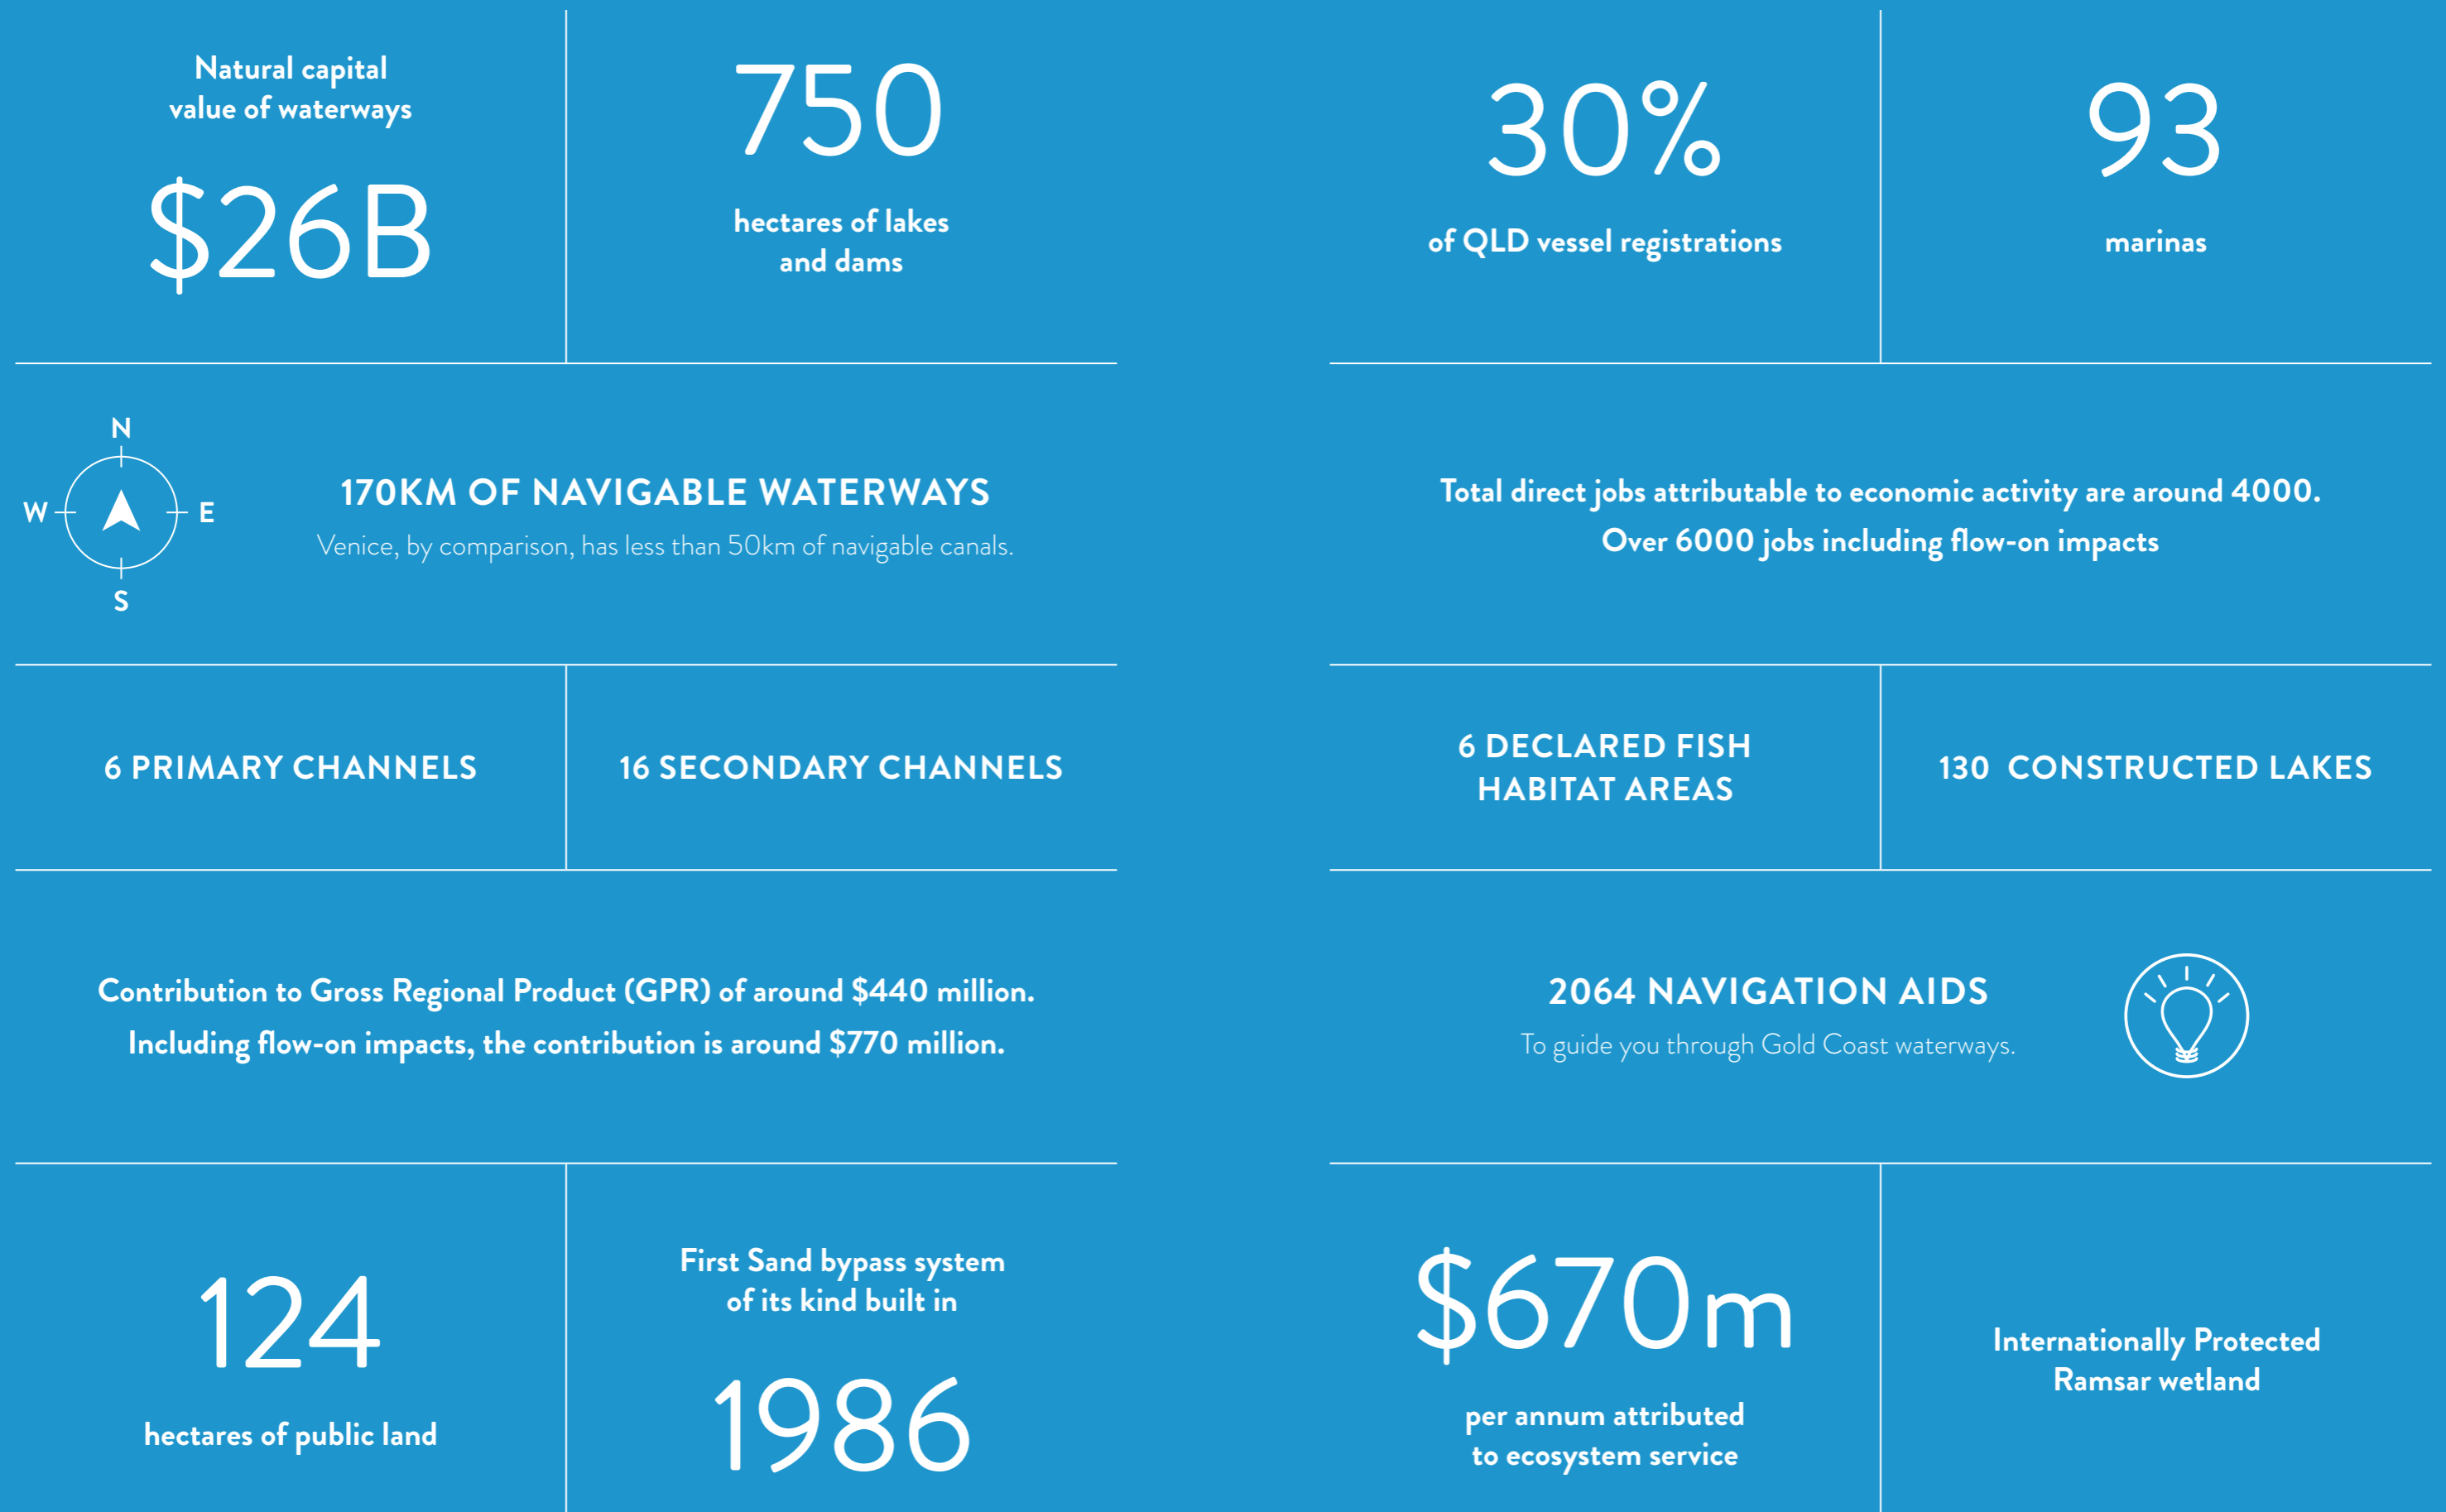 Natural capital
value of waterways
$26B
750
hectares of lakes
and dams
30%
of QLD vessel registrations
93
marinas
N
W
E
S
170KM OF NAVIGABLE WATERWAYS
Venice, by comparison, has less than 50km of navigable canals.
Total direct jobs attributable to economic activity are around 4000.
Over 6000 jobs including flow-on impacts
6 PRIMARY CHANNELS
16 SECONDARY CHANNELS
6 DECLARED FISH
HABITAT AREAS
130 CONSTRUCTED LAKES
Contribution to Gross Regional Product (GPR) of around $440 million.
Including flow-on impacts, the contribution is around $770 million.
2064 NAVIGATION AIDS
To guide you through Gold Coast waterways.
124
hectares of public land
First Sand bypass system
of its kind built in
1986
$670m
per annum attributed
to ecosystem service
Internationally Protected
Ramsar wetland